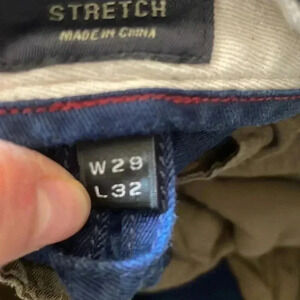 STRETCH
MADE IN CHINA
W29
L32